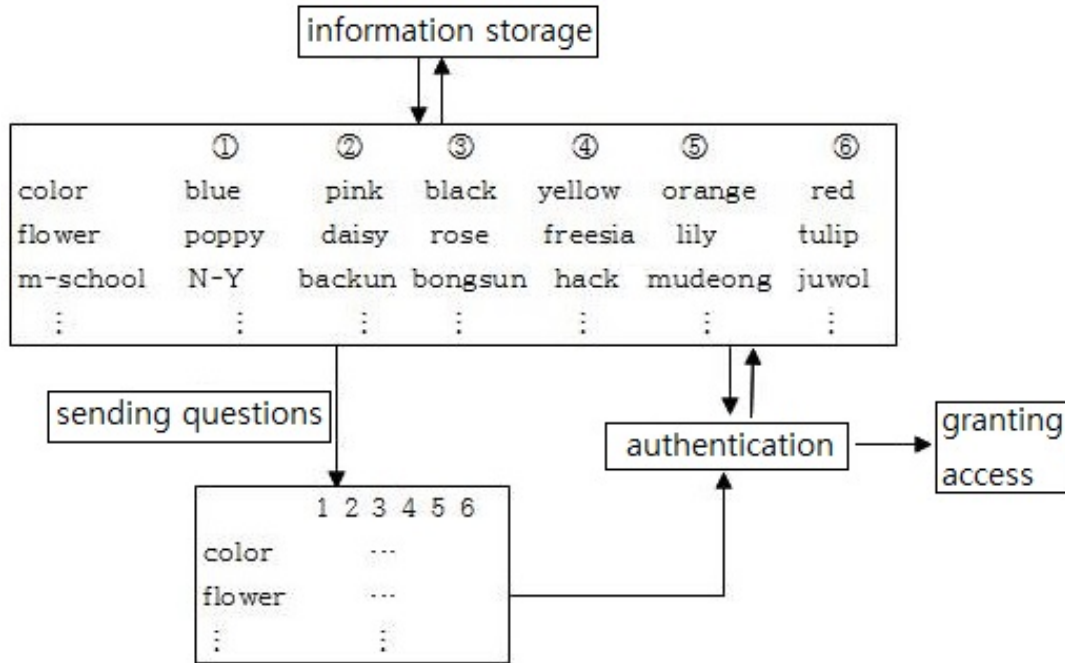 information storage
① ② ③ ④ ⑤ ⑥
color blue pink black yellow orange red
flower poppy daisy rose freesia lily tulip
m-school N-Y backun bongsun hack mudeong juwol
⋮ ⋮ ⋮ ⋮ ⋮ ⋮ ⋮
sending questions
authentication
granting
access
1 2 3 4 5 6
color ...
flower ...
⋮ ⋮